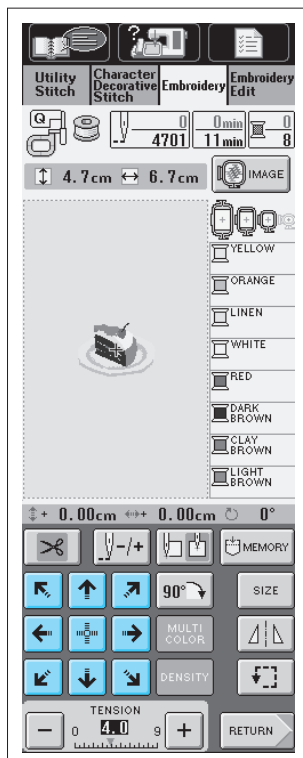 Utility
Stitch
Character
Decorative
Stitch
Embroidery
Embroidery
Edit
Q
0
4701
0min
11min
0
8
4.7cm 6.7cm
IMAGE
YELLOW
ORANGE
LINEN
WHITE
RED
DARK
BROWN
CLAY
BROWN
LIGHT
BROWN
+ 0.00cm + 0.00cm 0°
-/+
MEMORY
90°
SIZE
MULTI
COLOR
DENSITY
TENSION
− 0 4.0 9 +
RETURN